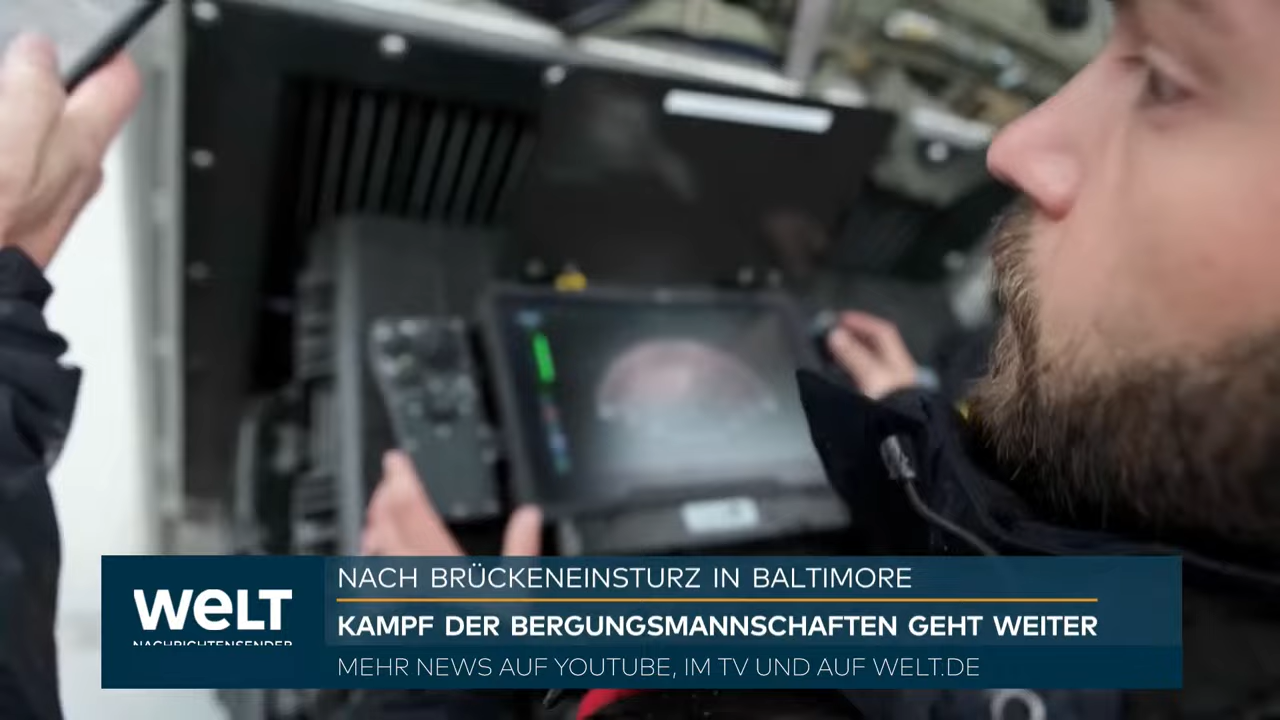 NACH BRÜCKENEINSTURZ IN BALTIMORE
WELT
NACHRICHTENSENDER
KAMPF DER BERGUNGSMANNSCHAFTEN GEHT WEITER
MEHR NEWS AUF YOUTUBE, IM TV UND AUF WELT.DE